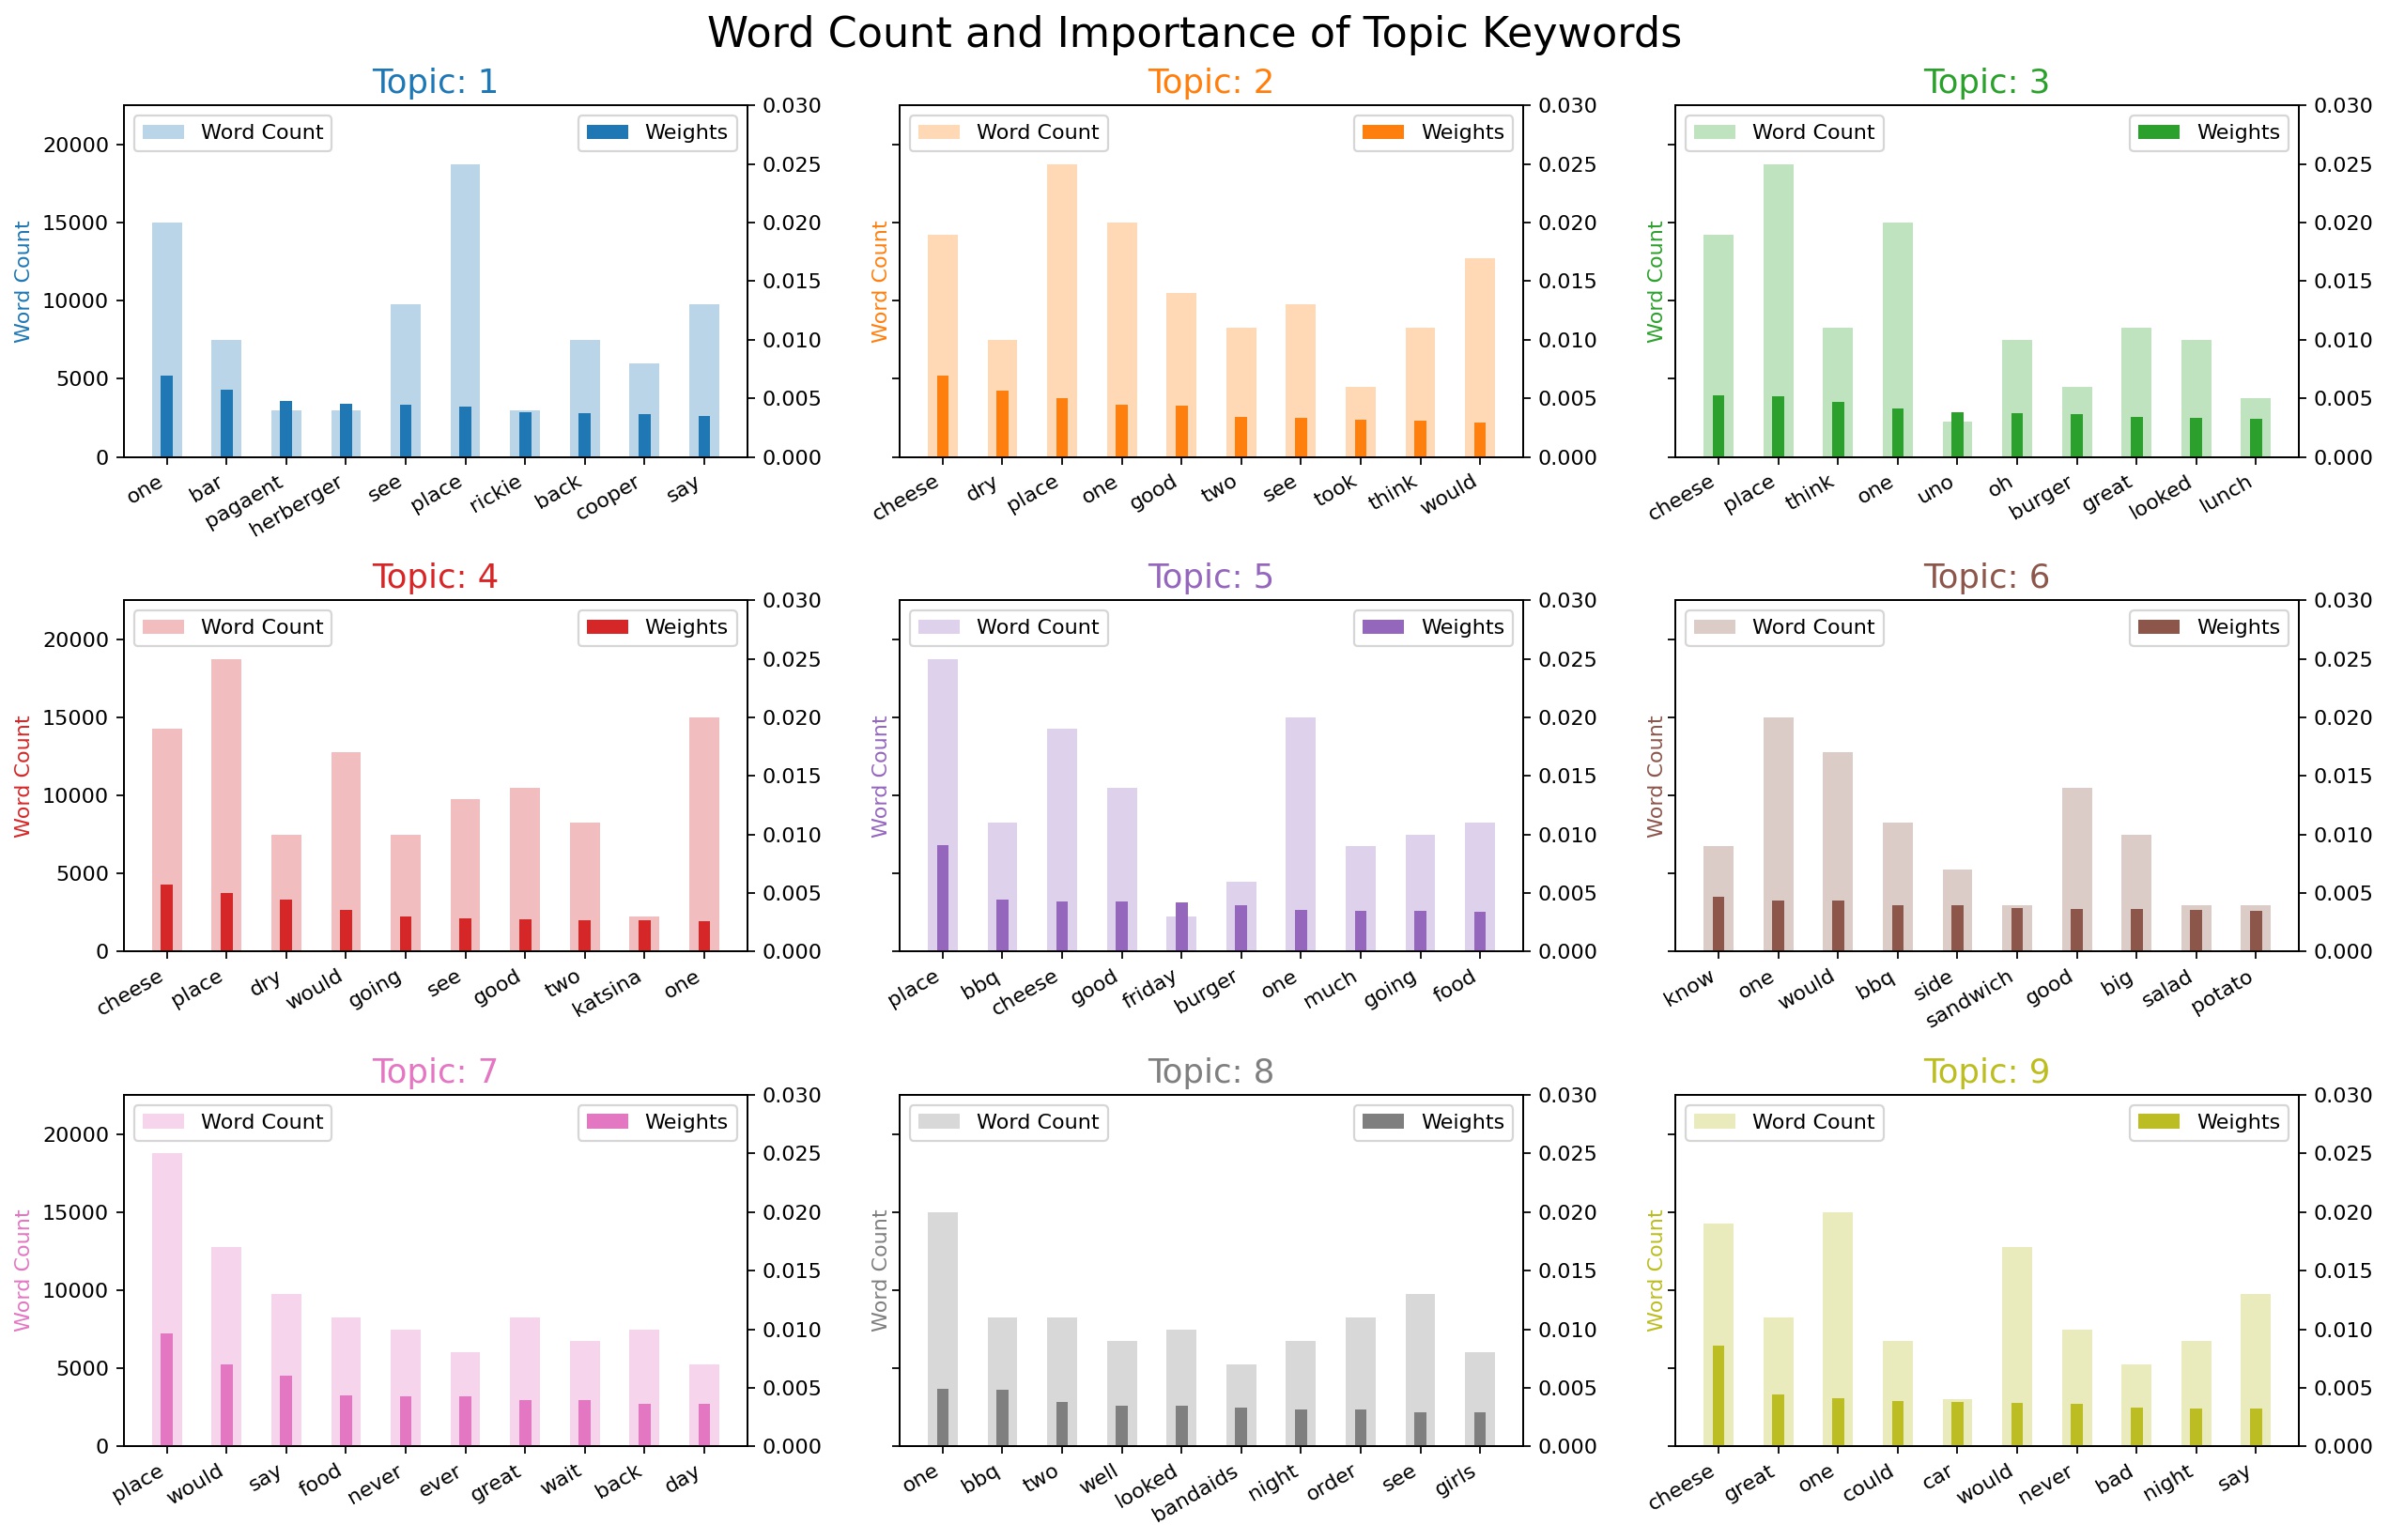 Word Count and Importance of Topic Keywords
Topic: 1
Word Count
Weights
Word Count
20000
15000
10000
5000
0
0.030
0.025
0.020
0.015
0.010
0.005
0.000
one bar pagaent herberger see place rickie back cooper say
Topic: 2
Word Count
Weights
Word Count
0.030
0.025
0.020
0.015
0.010
0.005
0.000
cheese dry place one good two see took think would
Topic: 3
Word Count
Weights
Word Count
0.030
0.025
0.020
0.015
0.010
0.005
0.000
cheese place think one uno oh burger great looked lunch
Topic: 4
Word Count
Weights
Word Count
20000
15000
10000
5000
0
0.030
0.025
0.020
0.015
0.010
0.005
0.000
cheese place dry would going see good two katsina one
Topic: 5
Word Count
Weights
Word Count
0.030
0.025
0.020
0.015
0.010
0.005
0.000
place bbq cheese good friday burger one much going food
Topic: 6
Word Count
Weights
Word Count
0.030
0.025
0.020
0.015
0.010
0.005
0.000
know one would bbq side sandwich good big salad potato
Topic: 7
Word Count
Weights
Word Count
20000
15000
10000
5000
0
0.030
0.025
0.020
0.015
0.010
0.005
0.000
place would say food never ever great wait back day
Topic: 8
Word Count
Weights
Word Count
0.030
0.025
0.020
0.015
0.010
0.005
0.000
one bbq two well looked bandaids night order see girls
Topic: 9
Word Count
Weights
Word Count
0.030
0.025
0.020
0.015
0.010
0.005
0.000
cheese great one could car would never bad night say